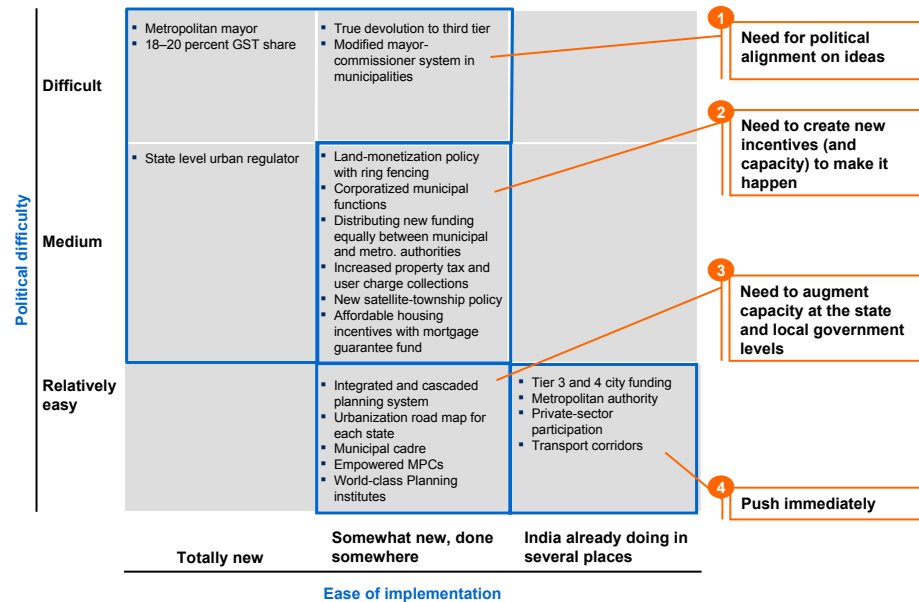 Political difficulty
Difficult
Metropolitan mayor
18–20 percent GST share
True devolution to third tier
Modified mayor-
commissioner system in
municipalities
1
Need for political
alignment on ideas
Medium
State level urban regulator
Land-monetization policy
with ring fencing
Corporatized municipal
functions
Distributing new funding
equally between municipal
and metro. authorities
Increased property tax and
user charge collections
New satellite-township policy
Affordable housing
incentives with mortgage
guarantee fund
2
Need to create new
incentives (and
capacity) to make it
happen
3
Need to augment
capacity at the state
and local government
levels
Relatively
easy
Integrated and cascaded
planning system
Urbanization road map for
each state
Municipal cadre
Empowered MPCs
World-class Planning
institutes
Tier 3 and 4 city funding
Metropolitan authority
Private-sector
participation
Transport corridors
4
Push immediately
Totally new
Somewhat new, done
somewhere
India already doing in
several places
Ease of implementation